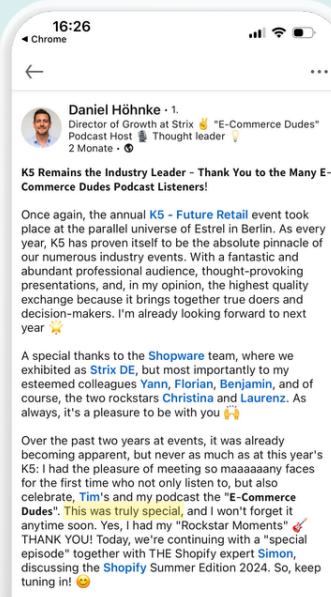 16:26
◀ Chrome
Daniel Höhnke • 1.
Director of Growth at Strix ✌️ "E-Commerce Dudes"
Podcast Host 🎙️ Thought leader 💡
2 Monate •
K5 Remains the Industry Leader – Thank You to the Many E-
Commerce Dudes Podcast Listeners!
Once again, the annual K5 - Future Retail event took
place at the parallel universe of Estrel in Berlin. As every
year, K5 has proven itself to be the absolute pinnacle of
our numerous industry events. With a fantastic and
abundant professional audience, thought-provoking
presentations, and, in my opinion, the highest quality
exchange because it brings together true doers and
decision-makers. I'm already looking forward to next
year 🌟
A special thanks to the Shopware team, where we
exhibited as Strix DE, but most importantly to my
esteemed colleagues Yann, Florian, Benjamin, and of
course, the two rockstars Christina and Laurenz. As
always, it's a pleasure to be with you 🙌
Over the past two years at events, it was already
becoming apparent, but never as much as at this year's
K5: I had the pleasure of meeting so maaaaaany faces
for the first time who not only listen to, but also
celebrate, Tim's and my podcast the "E-Commerce
Dudes". This was truly special, and I won't forget it
anytime soon. Yes, I had my "Rockstar Moments" 🎸
THANK YOU! Today, we're continuing with a "special
episode" together with THE Shopify expert Simon,
discussing the Shopify Summer Edition 2024. So, keep
tuning in! 😊